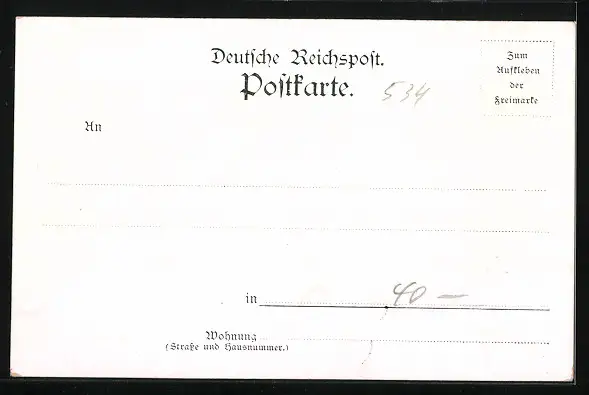 Deutsche Reichspost.
Postkarte.
534
Zum
Aufkleben
der
Freimarke
An
in 40 —
Wohnung
(Straße und Hausnummer.)